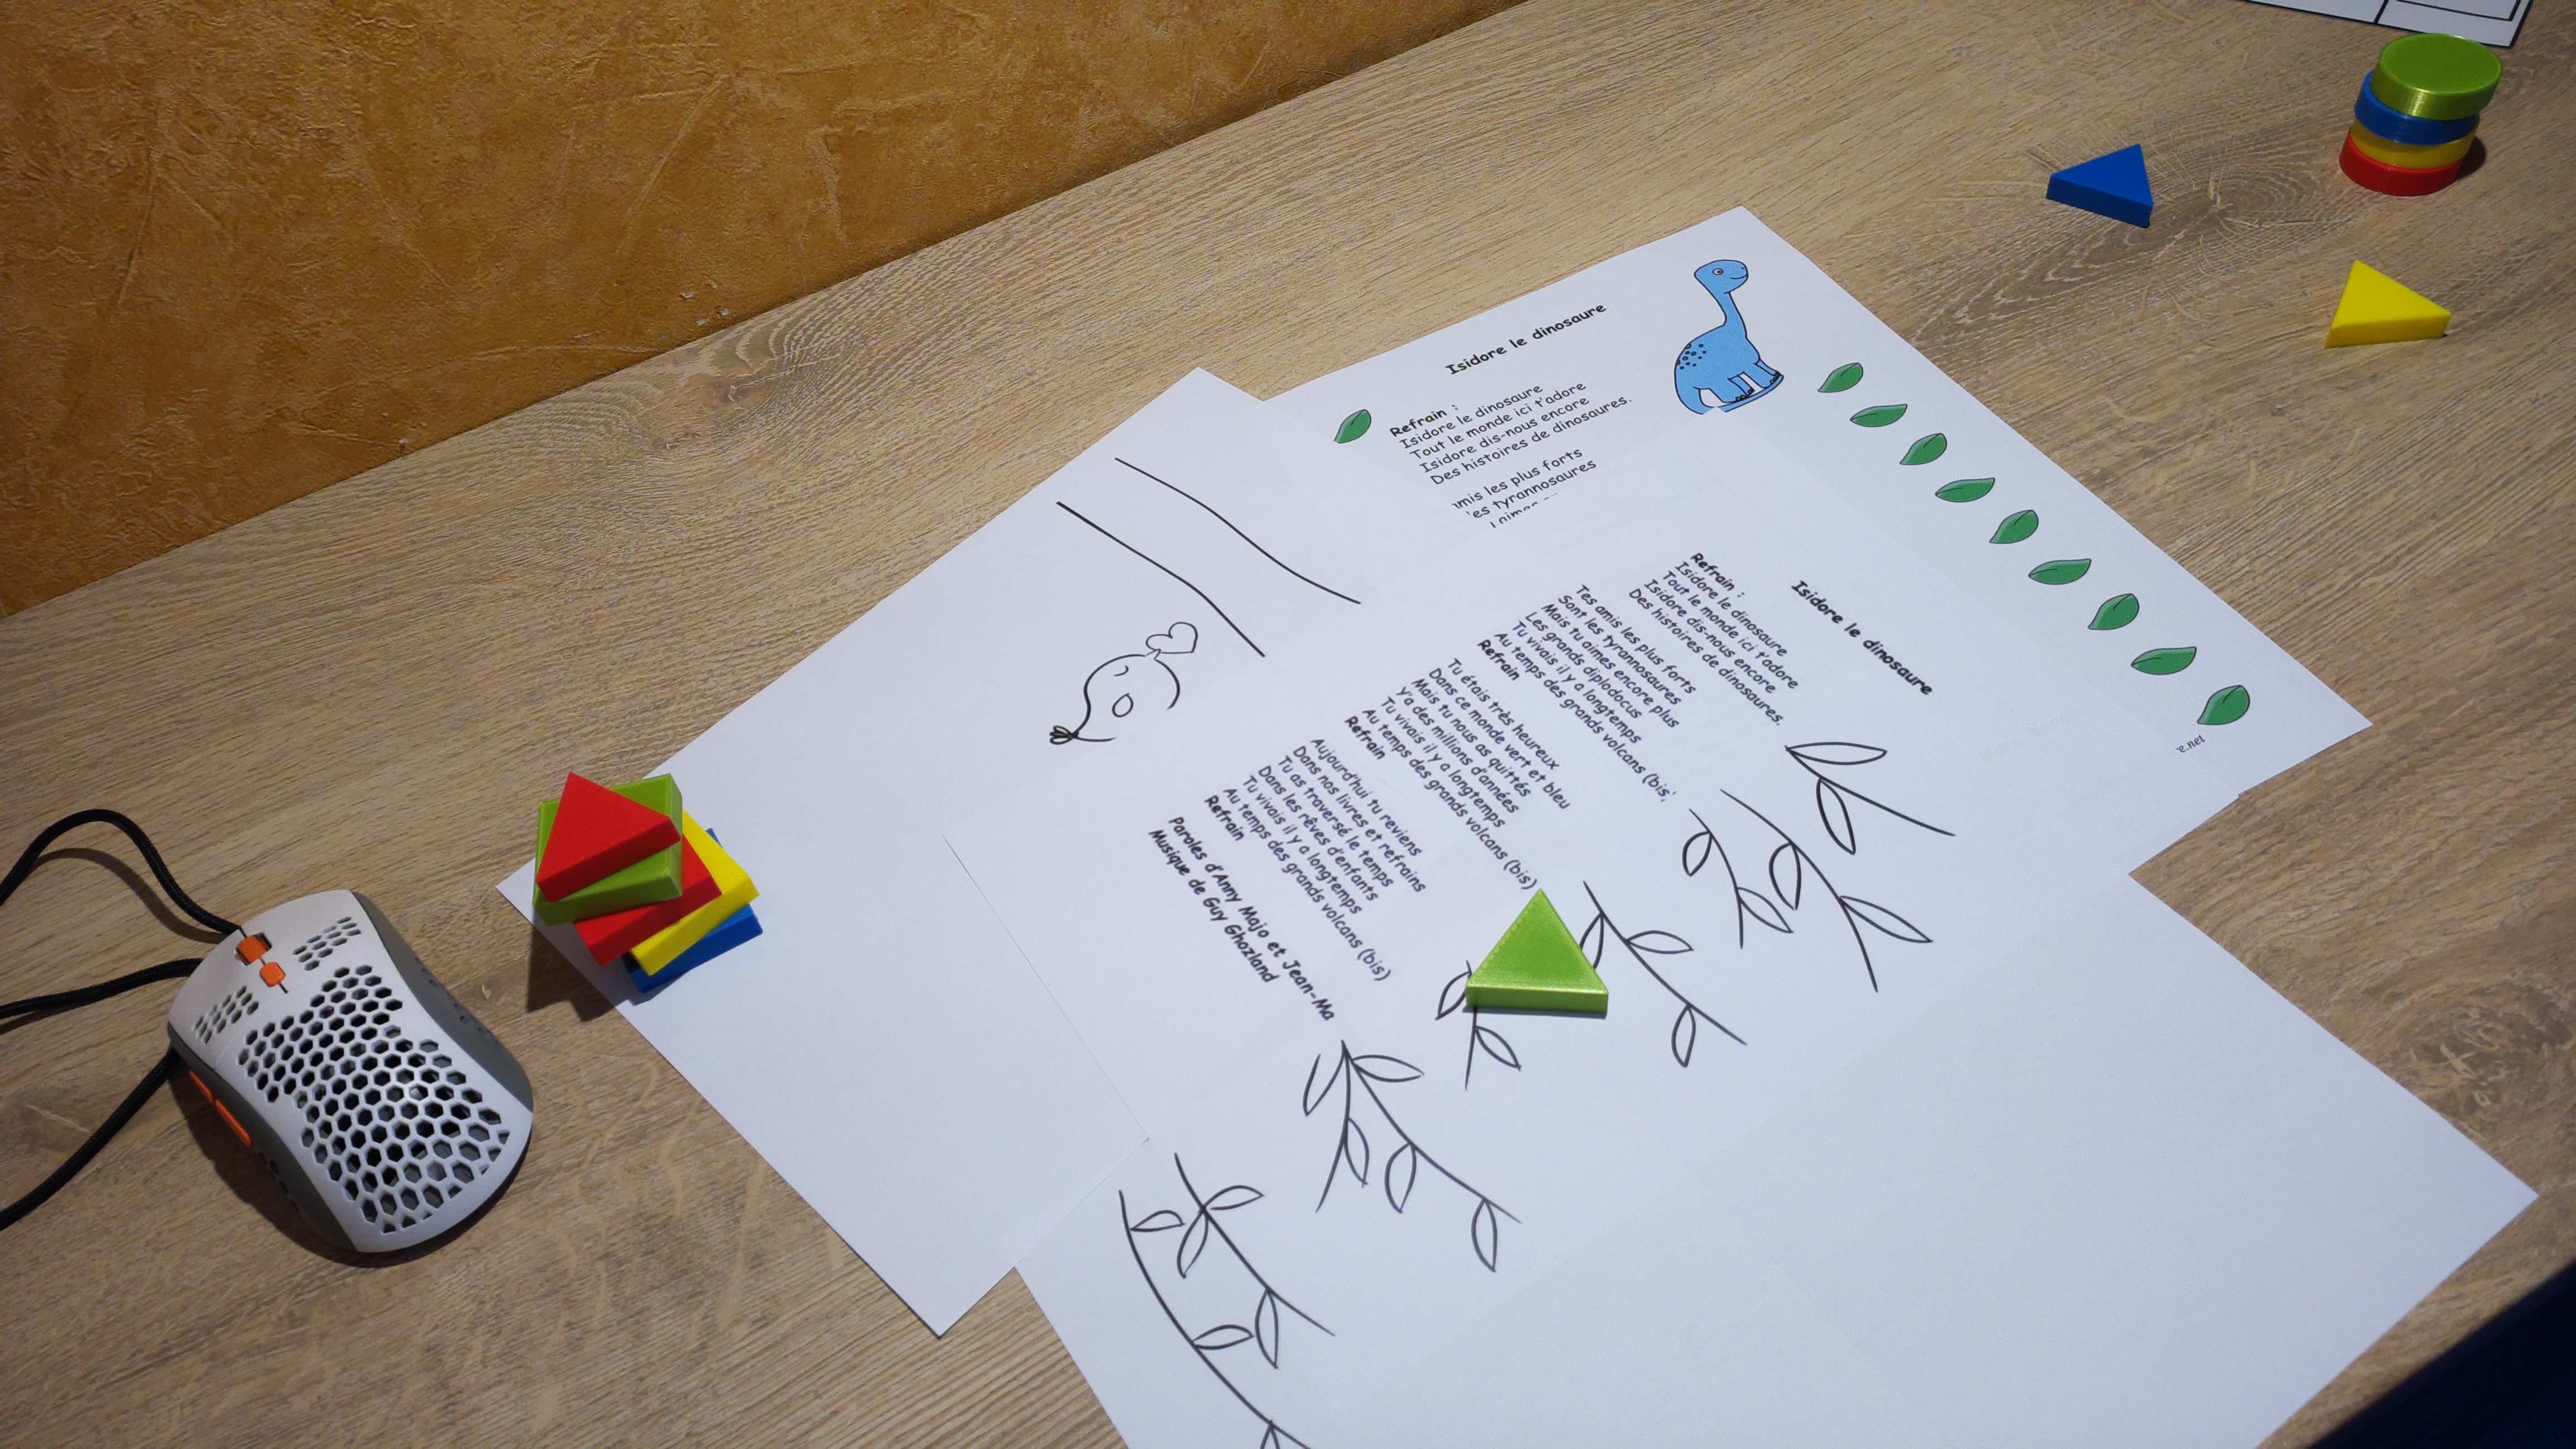 Isidore le dinosaure
Refrain :
Isidore le dinosaure
Tout le monde ici t'adore
Isidore dis-nous encore
Des histoires de dinosaures.
mis les plus forts
es tyrannosaures
Isidore le dinosaure
Refrain :
Isidore le dinosaure
Tout le monde ici t'adore
Isidore dis-nous encore
Des histoires de dinosaures.
Tes amis les plus forts
Sont les tyrannosaures
Mais tu aimes encore plus
Les grands diplodocus
Tu vivais il y a longtemps
Au temps des grands volcans (bis)
Refrain
Tu étais très heureux
Dans ce monde vert et bleu
Mais tu nous as quittés
Y'a des millions d'années
Tu vivais il y a longtemps
Au temps des grands volcans (bis)
Refrain
Aujourd'hui tu reviens
Dans nos livres et refrains
Tu as traversé le temps
Dans les rêves d'enfants
Tu vivais il y a longtemps
Au temps des grands volcans (bis)
Refrain
Paroles d'Anny Majo et Jean-Ma
Musique de Guy Ghozland
e.net